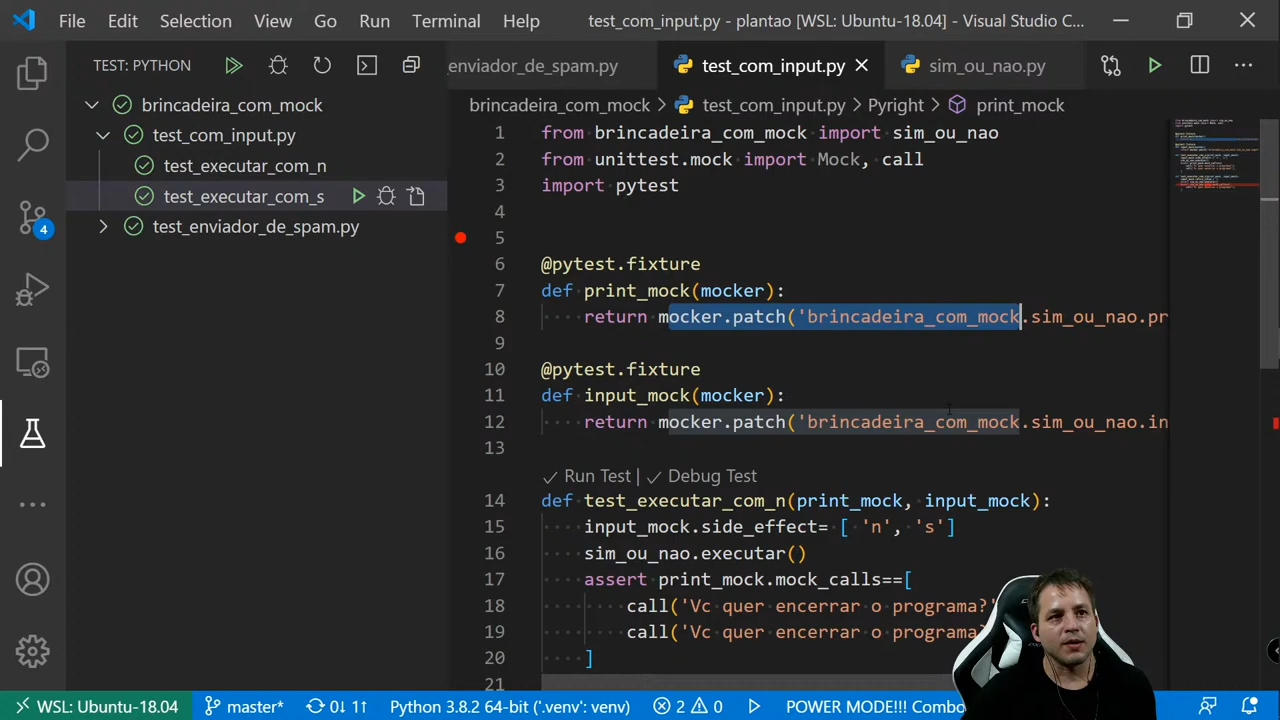 File Edit Selection View Go Run Terminal Help test_com_input.py - plantao [WSL: Ubuntu-18.04] - Visual Studio C...
TEST: PYTHON
_enviador_de_spam.py test_com_input.py sim_ou_nao.py
brincadeira_com_mock > test_com_input.py > Pyright > print_mock
brincadeira_com_mock
test_com_input.py
test_executar_com_n
test_executar_com_s
test_enviador_de_spam.py
4
1 from brincadeira_com_mock import sim_ou_nao
2 from unittest.mock import Mock, call
3 import pytest
4
5
6 @pytest.fixture
7 def print_mock(mocker):
8 return mocker.patch('brincadeira_com_mock.sim_ou_nao.pr
9
10 @pytest.fixture
11 def input_mock(mocker):
12 return mocker.patch('brincadeira_com_mock.sim_ou_nao.in
13
Run Test | Debug Test
14 def test_executar_com_n(print_mock, input_mock):
15 input_mock.side_effect= [ 'n', 's']
16 sim_ou_nao.executar()
17 assert print_mock.mock_calls==[
18 call('Vc quer encerrar o programa?'
19 call('Vc quer encerrar o programa?
20 ]
21
WSL: Ubuntu-18.04 master* 0↓ 1↑ Python 3.8.2 64-bit ('.venv': venv) 2 0 POWER MODE!!! Combo